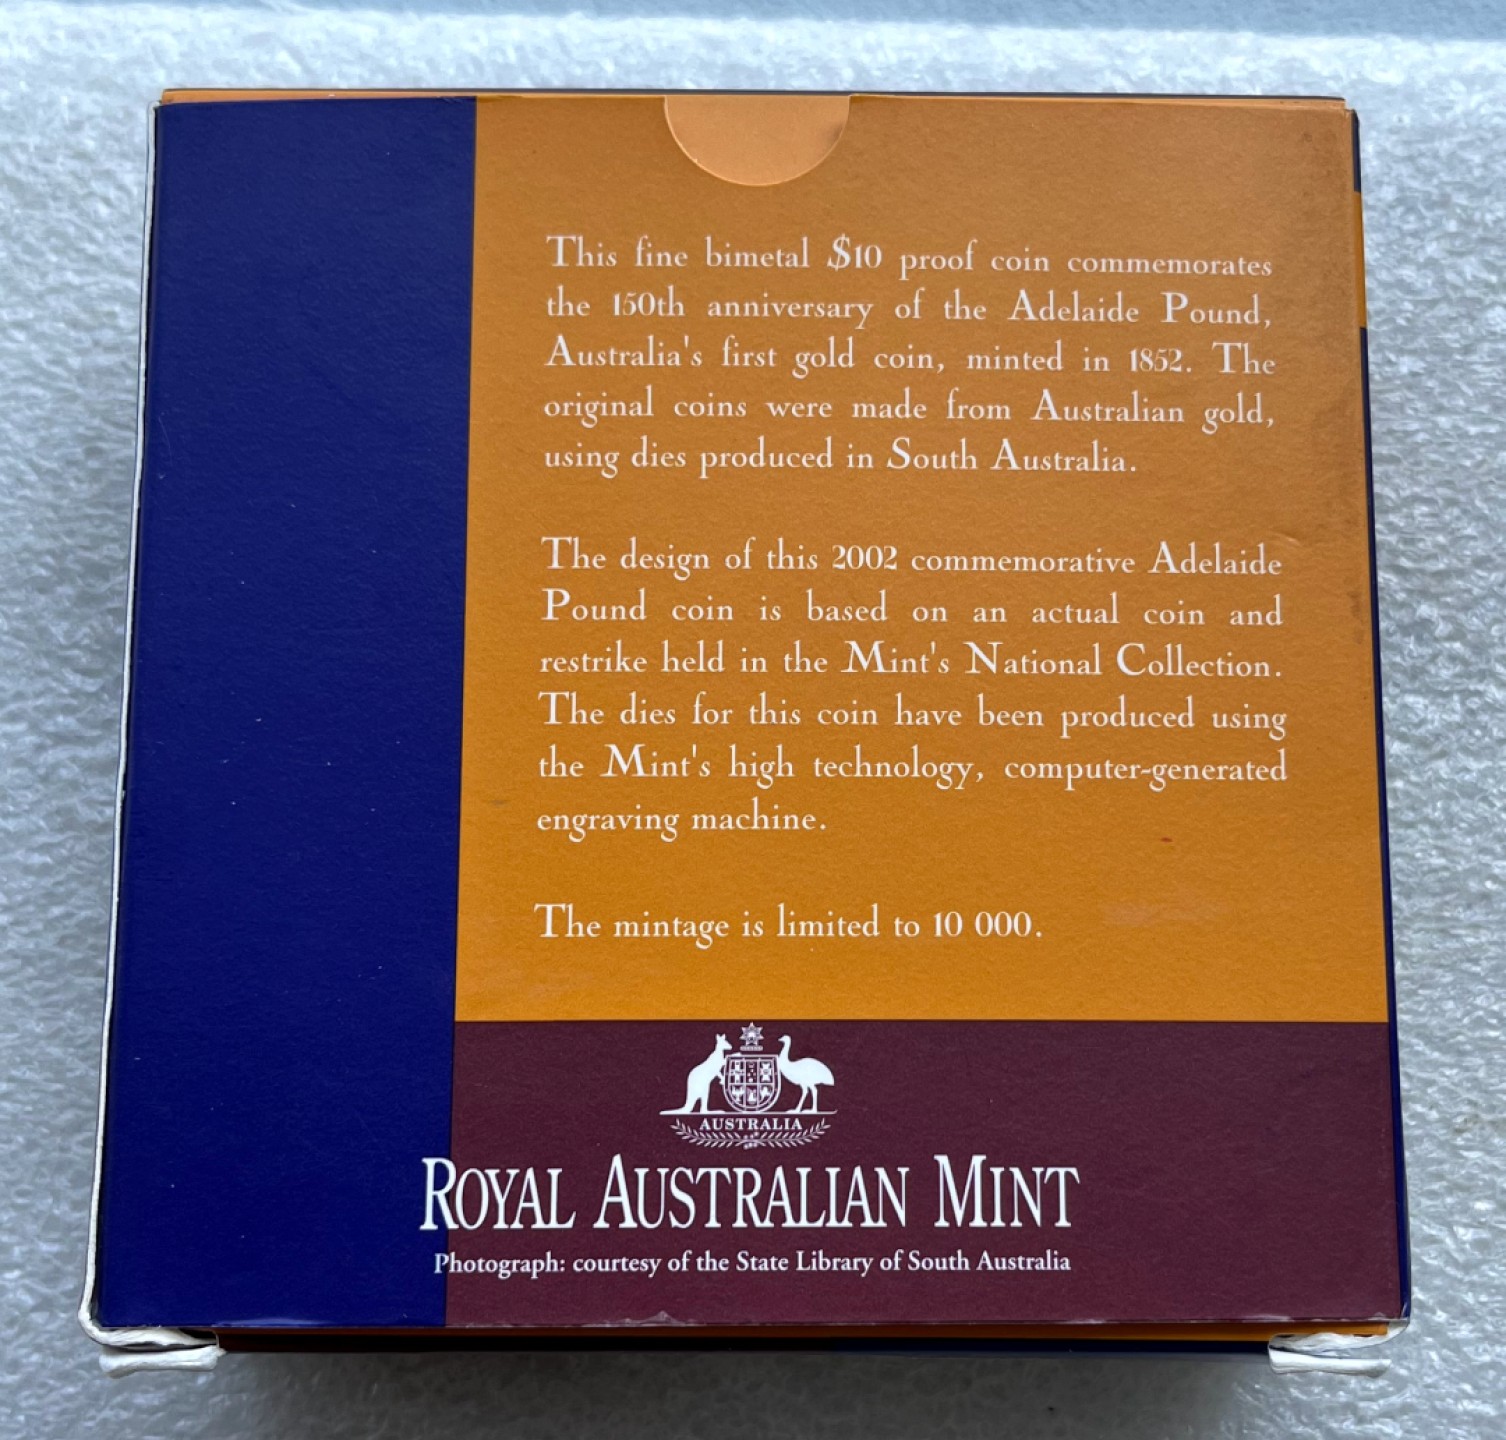 This fine bimetal $10 proof coin commemorates
the 150th anniversary of the Adelaide Pound,
Australia's first gold coin, minted in 1852. The
original coins were made from Australian gold,
using dies produced in South Australia.
The design of this 2002 commemorative Adelaide
Pound coin is based on an actual coin and
restrike held in the Mint's National Collection.
The dies for this coin have been produced using
the Mint's high technology, computer-generated
engraving machine.
The mintage is limited to 10 000.
AUSTRALIA
ROYAL AUSTRALIAN MINT
Photograph: courtesy of the State Library of South Australia